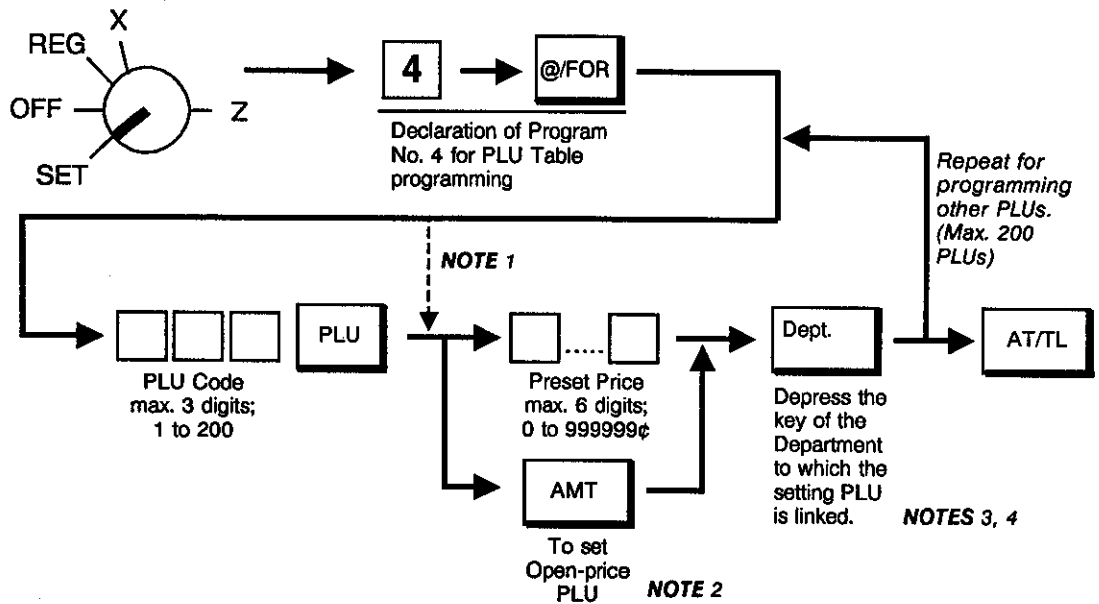 X
REG
OFF
Z
SET
4
@/FOR
Declaration of Program
No. 4 for PLU Table
programming
Repeat for
programming
other PLUs.
(Max. 200
PLUs)
NOTE 1
PLU
PLU Code
max. 3 digits;
1 to 200
.....
Preset Price
max. 6 digits;
0 to 999999¢
AMT
To set
Open-price
PLU
NOTE 2
Dept.
Depress the
key of the
Department
to which the
setting PLU
is linked.
NOTES 3, 4
AT/TL